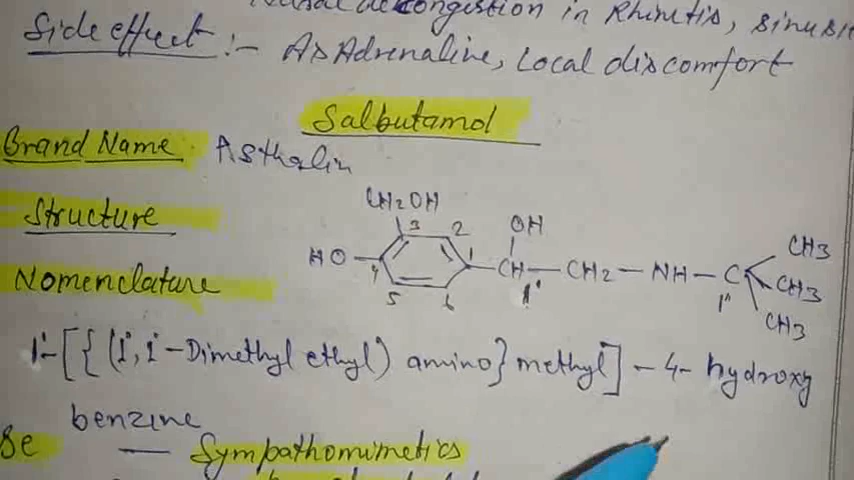 Nasal decongestion in Rhinitis, sinusi
Side effect :- As Adrenaline, Local discomfort
Salbutamol
Brand Name Asthalin
Structure
CH2OH
3 2 OH
HO 4 1 CH CH2 NH C CH3
5 6 1' 1" CH3
CH3
Nomenclature
1'-[{(1",1"-Dimethyl ethyl) amino} methyl] - 4- hydroxy
benzine
Sympathomimetics